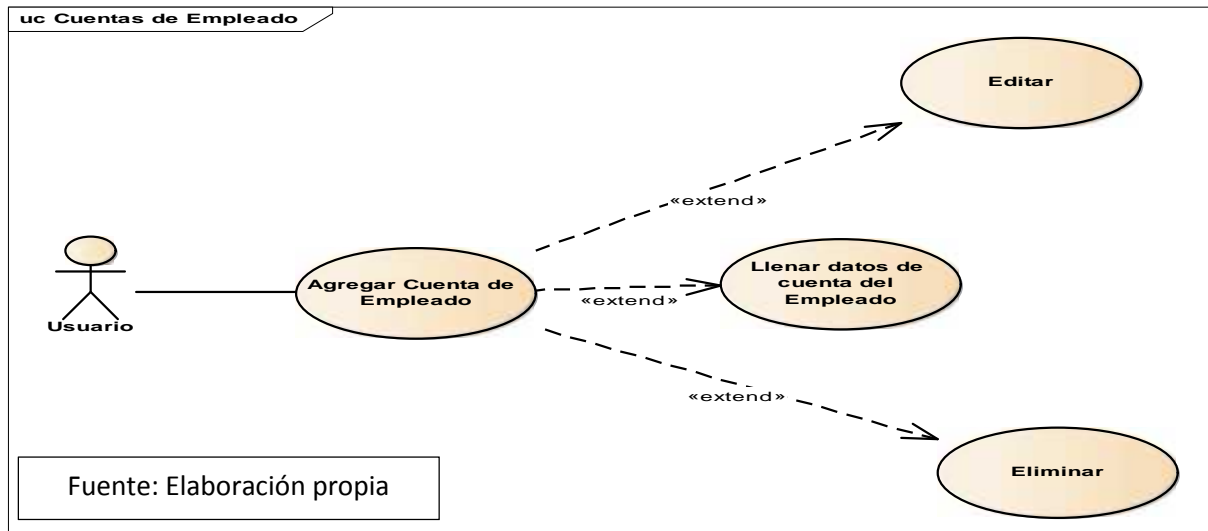 uc Cuentas de Empleado
Editar
«extend»
Llenar datos de
cuenta del
Empleado
Agregar Cuenta de
Empleado
«extend»
Usuario
«extend»
Eliminar
Fuente: Elaboración propia